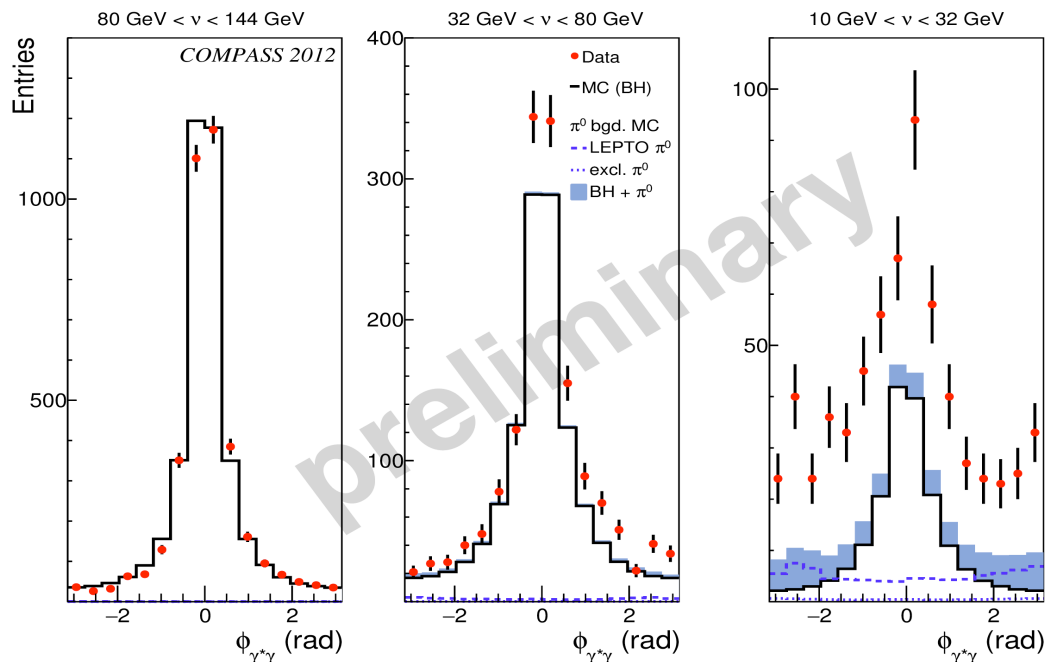 80 GeV < ν < 144 GeV
32 GeV < ν < 80 GeV
10 GeV < ν < 32 GeV
Entries
COMPASS 2012
1000
500
−2 0 2
ϕγ*γ (rad)
400
300
200
100
0
Data
MC (BH)
π⁰ bgd. MC
LEPTO π⁰
excl. π⁰
BH + π⁰
−2 0 2
ϕγ*γ (rad)
100
50
−2 0 2
ϕγ*γ (rad)
preliminary